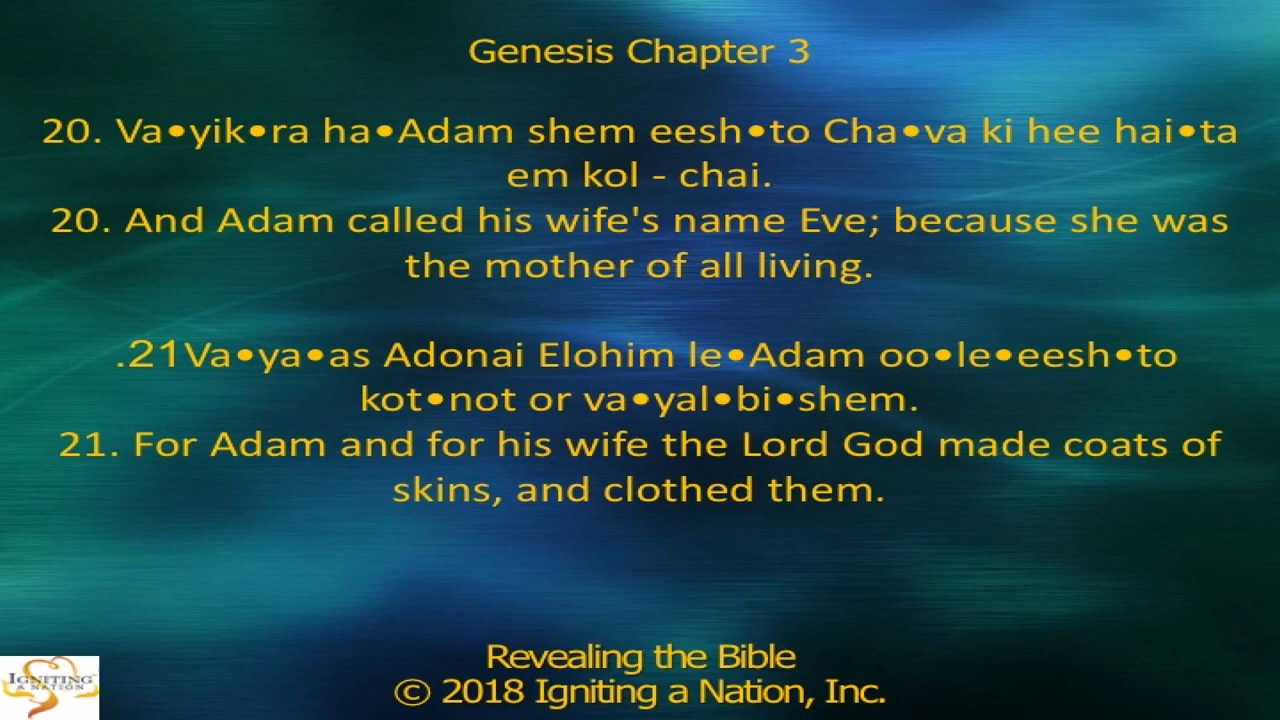 Genesis Chapter 3
20. Va•yik•ra ha•Adam shem eesh•to Cha•va ki hee hai•ta
em kol - chai.
20. And Adam called his wife's name Eve; because she was
the mother of all living.
.21Va•ya•as Adonai Elohim le•Adam oo•le•eesh•to
kot•not or va•yal•bi•shem.
21. For Adam and for his wife the Lord God made coats of
skins, and clothed them.
Revealing the Bible
© 2018 Igniting a Nation, Inc.
IGNITING
A NATION